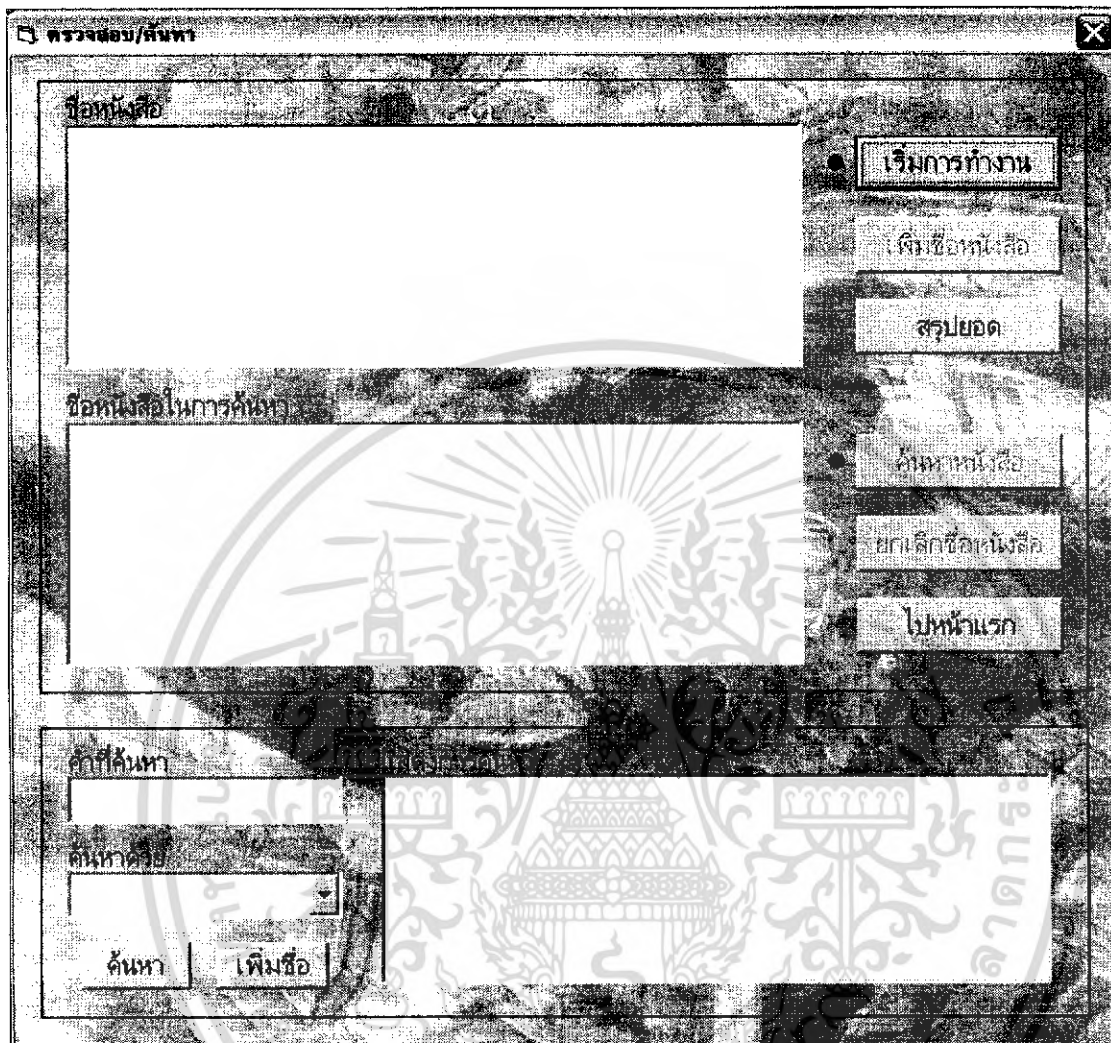 ตรวจสอบ/ค้นหา
ชื่อหนังสือ
เริ่มการทำงาน
เพิ่มชื่อหนังสือ
สรุปยอด
ชื่อหนังสือในการค้นหา
ค้นหาหนังสือ
ยกเลิกชื่อหนังสือ
ไปหน้าแรก
คำที่ค้นหา
ค้นหาด้วย
ค้นหา
เพิ่มชื่อ